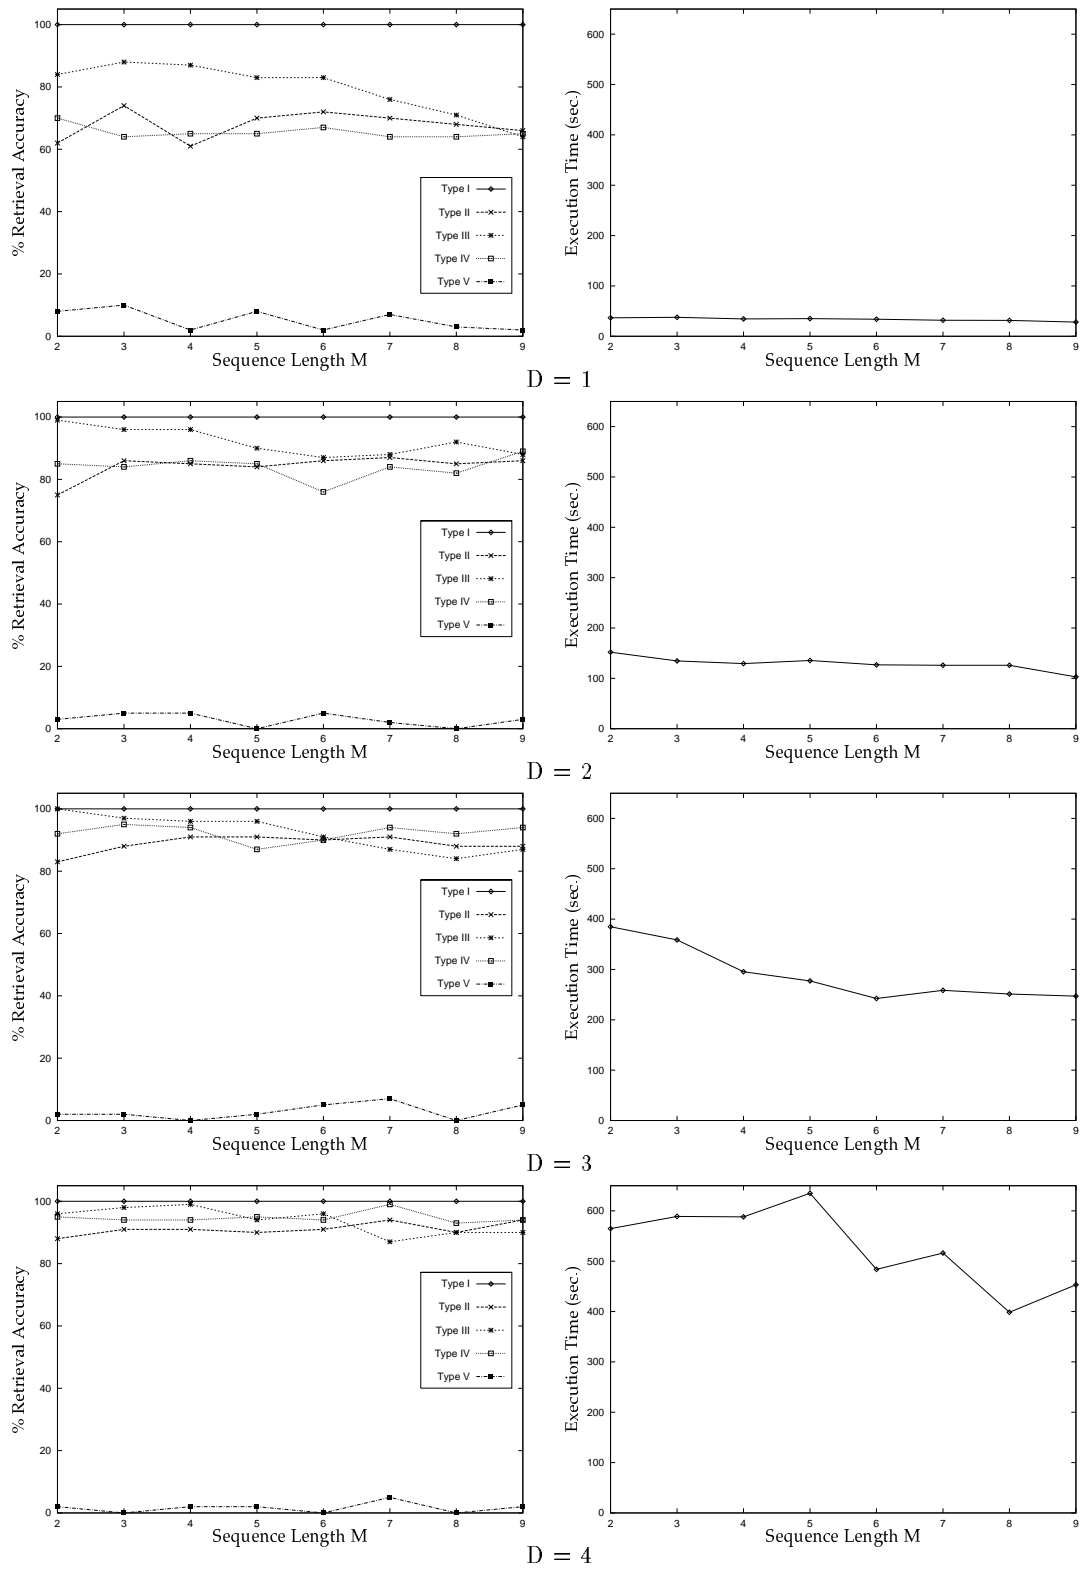 % Retrieval Accuracy
100
80
60
40
20
0
Type I
Type II
Type III
Type IV
Type V
2 3 4 5 6 7 8 9
Sequence Length M
Execution Time (sec.)
600
500
400
300
200
100
0
2 3 4 5 6 7 8 9
Sequence Length M
D = 1
% Retrieval Accuracy
100
80
60
40
20
0
Type I
Type II
Type III
Type IV
Type V
2 3 4 5 6 7 8 9
Sequence Length M
Execution Time (sec.)
600
500
400
300
200
100
0
2 3 4 5 6 7 8 9
Sequence Length M
D = 2
% Retrieval Accuracy
100
80
60
40
20
0
Type I
Type II
Type III
Type IV
Type V
2 3 4 5 6 7 8 9
Sequence Length M
Execution Time (sec.)
600
500
400
300
200
100
0
2 3 4 5 6 7 8 9
Sequence Length M
D = 3
% Retrieval Accuracy
100
80
60
40
20
0
Type I
Type II
Type III
Type IV
Type V
2 3 4 5 6 7 8 9
Sequence Length M
Execution Time (sec.)
600
500
400
300
200
100
0
2 3 4 5 6 7 8 9
Sequence Length M
D = 4